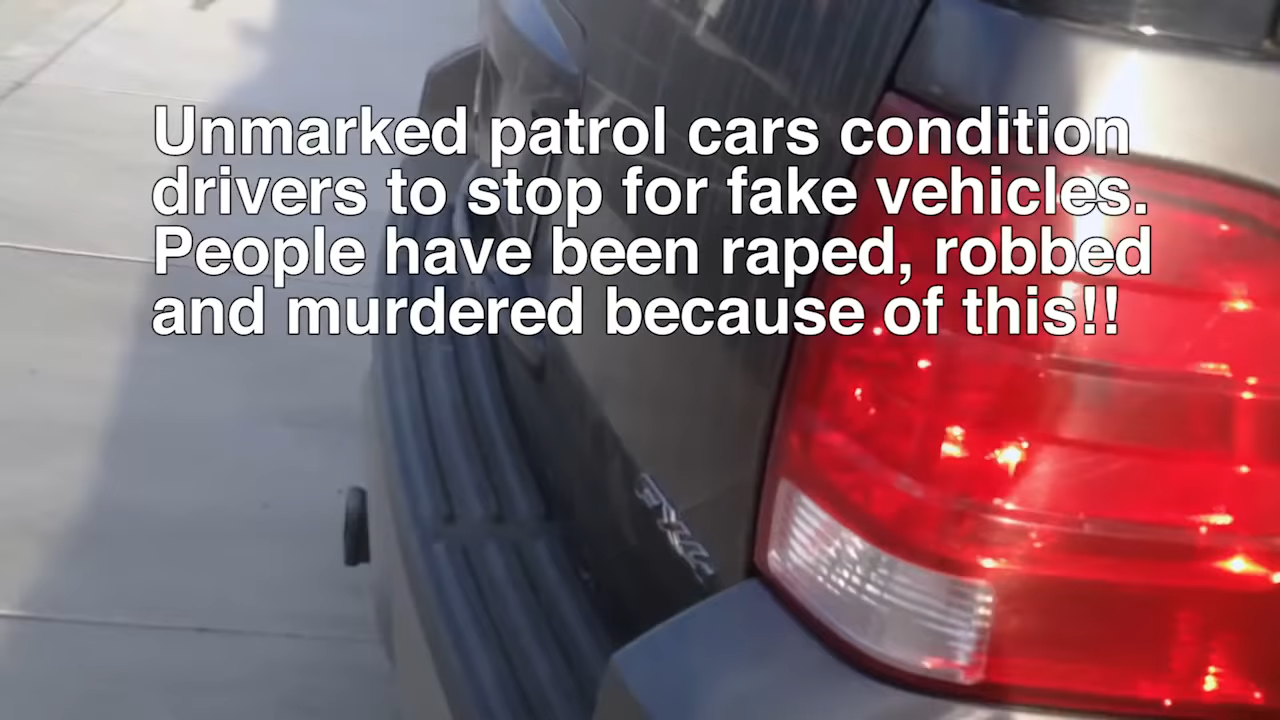 Unmarked patrol cars condition
drivers to stop for fake vehicles.
People have been raped, robbed
and murdered because of this!!